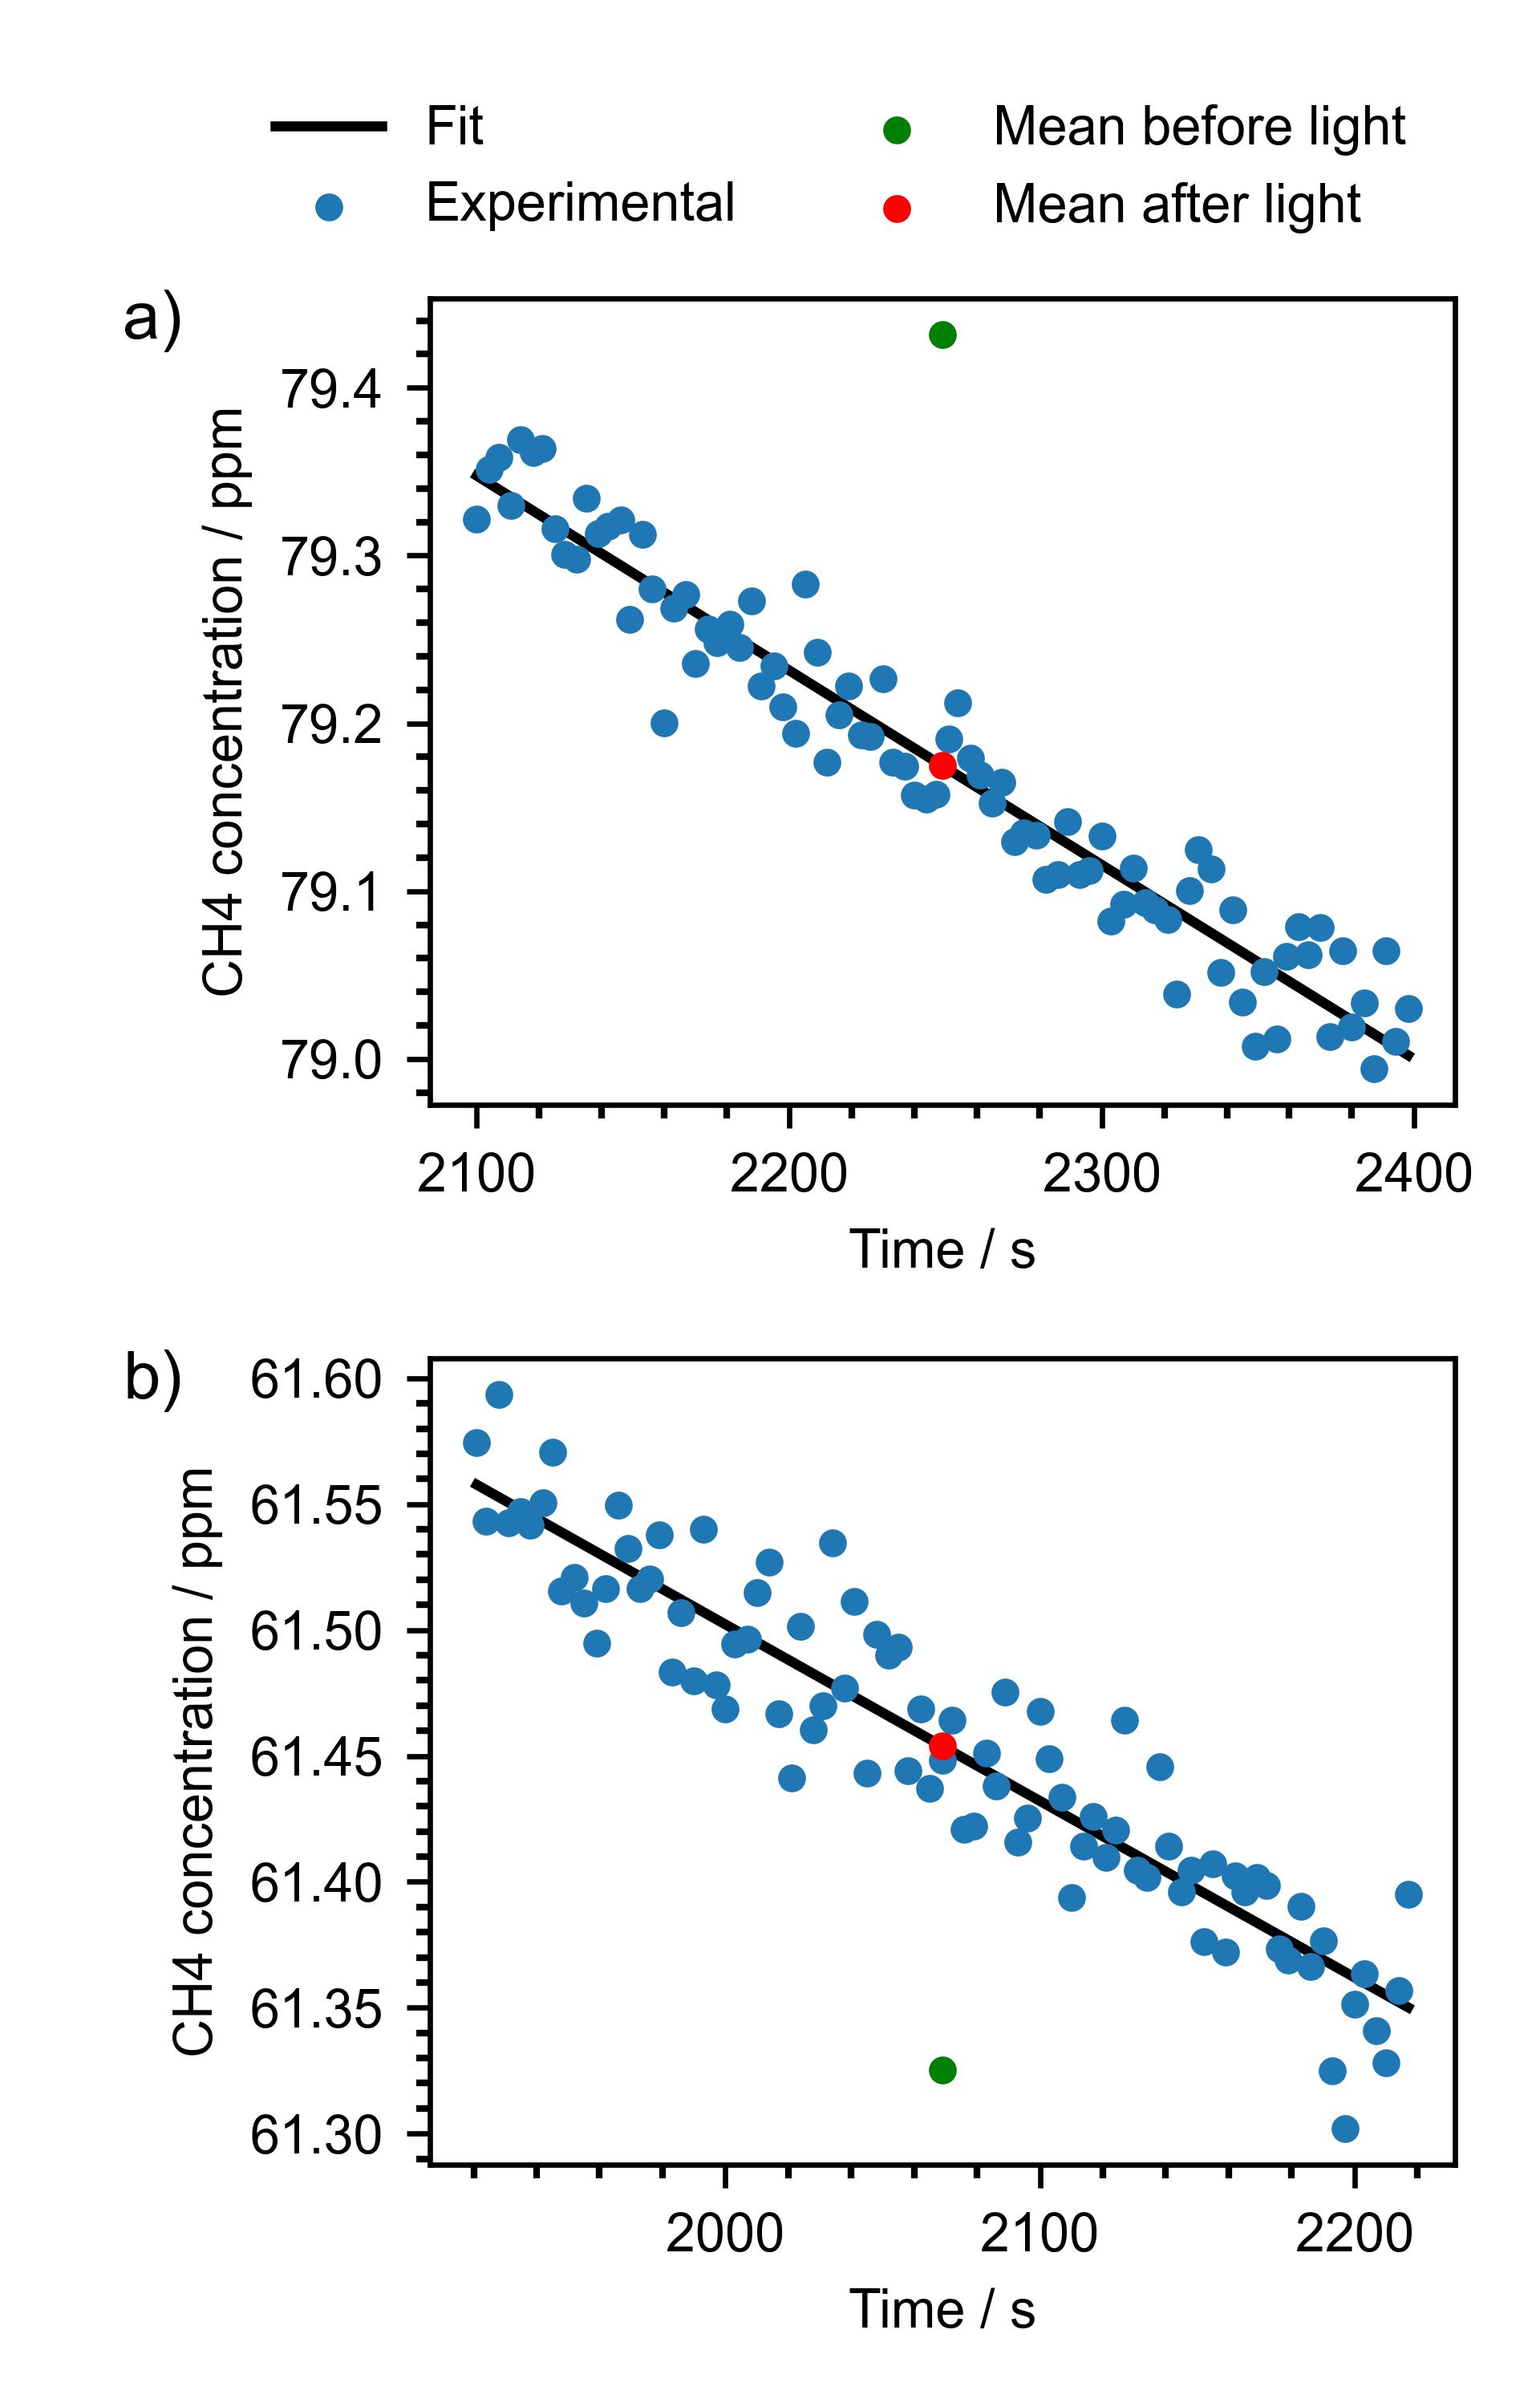 Fit
Experimental
Mean before light
Mean after light
a)
CH4 concentration / ppm
79.4
79.3
79.2
79.1
79.0
2100 2200 2300 2400
Time / s
b)
CH4 concentration / ppm
61.60
61.55
61.50
61.45
61.40
61.35
61.30
2000 2100 2200
Time / s